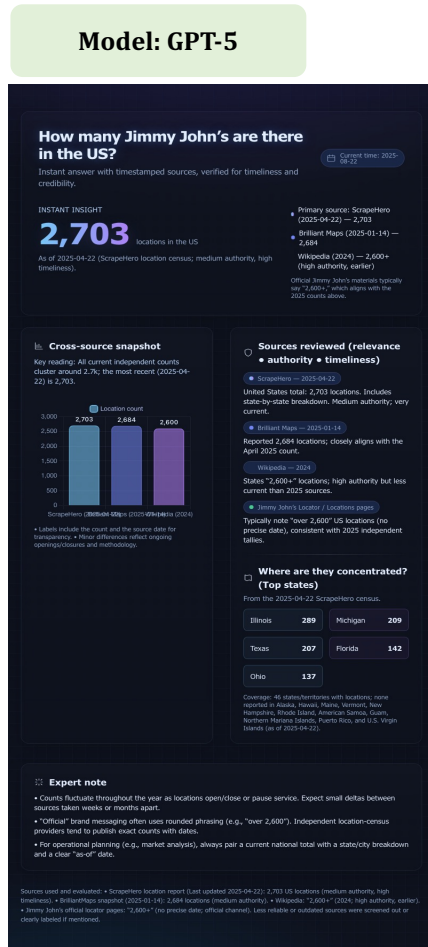 Model: GPT-5
How many Jimmy John's are there
in the US?
Current time: 2025-
08-22
Instant answer with timestamped sources, verified for timeliness and
credibility.
INSTANT INSIGHT
2,703 locations in the US
As of 2025-04-22 (ScrapeHero location census; medium authority, high
timeliness).
Primary source: ScrapeHero
(2025-04-22) — 2,703
Brilliant Maps (2025-01-14) —
2,684
Wikipedia (2024) — 2,600+
(high authority, earlier)
Official Jimmy John's materials typically
say "2,600+," which aligns with the
2025 counts above.
Cross-source snapshot
Key reading: All current independent counts
cluster around 2.7k; the most recent (2025-04-
22) is 2,703.
Location count
3,000
2,500
2,000
1,500
1,000
500
0
2,703
2,684
2,600
ScrapeHero (2025-04-22)
Brilliant Maps (2025-01-14)
Wikipedia (2024)
• Labels include the count and the source date for
transparency. • Minor differences reflect ongoing
openings/closures and methodology.
Sources reviewed (relevance
• authority • timeliness)
ScrapeHero — 2025-04-22
United States total: 2,703 locations. Includes
state-by-state breakdown. Medium authority; very
current.
Brilliant Maps — 2025-01-14
Reported 2,684 locations; closely aligns with the
April 2025 count.
Wikipedia — 2024
States "2,600+" locations; high authority but less
current than 2025 sources.
Jimmy John's Locator / Locations pages
Typically note "over 2,600" US locations (no
precise date), consistent with 2025 independent
tallies.
Where are they concentrated?
(Top states)
From the 2025-04-22 ScrapeHero census.
Illinois 289
Michigan 209
Texas 207
Florida 142
Ohio 137
Coverage: 46 states/territories with locations; none
reported in Alaska, Hawaii, Maine, Vermont, New
Hampshire, Rhode Island, American Samoa, Guam,
Northern Mariana Islands, Puerto Rico, and U.S. Virgin
Islands (as of 2025-04-22).
Expert note
• Counts fluctuate throughout the year as locations open/close or pause service. Expect small deltas between
sources taken weeks or months apart.
• "Official" brand messaging often uses rounded phrasing (e.g., "over 2,600"). Independent location-census
providers tend to publish exact counts with dates.
• For operational planning (e.g., market analysis), always pair a current national total with a state/city breakdown
and a clear "as-of" date.
Sources used and evaluated: • ScrapeHero location report (Last updated 2025-04-22): 2,703 US locations (medium authority, high
timeliness). • BrilliantMaps snapshot (2025-01-14): 2,684 locations (medium authority). • Wikipedia: "2,600+" (2024; high authority, earlier).
• Jimmy John's official locator pages: "2,600+" (no precise date; official channel). Less reliable or outdated sources were screened out or
clearly labeled if mentioned.